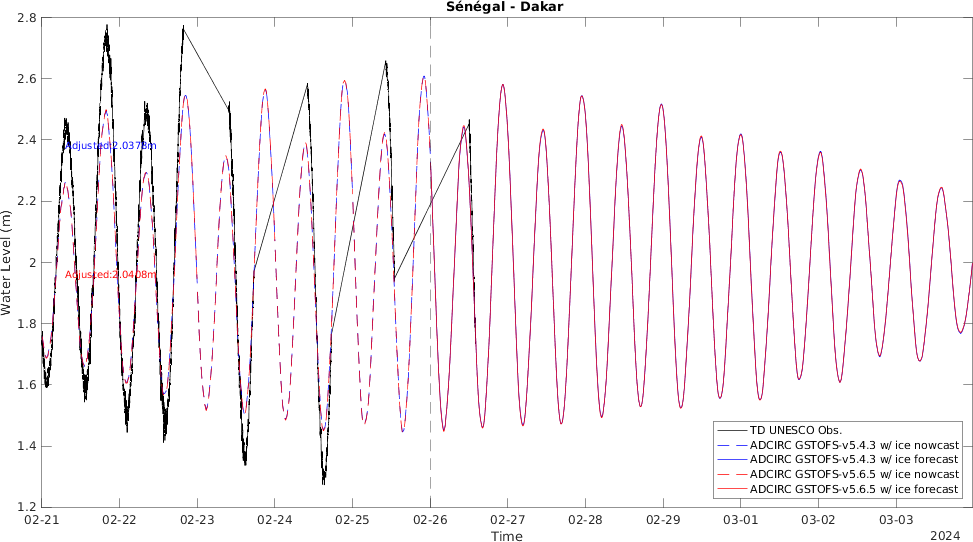 Sénégal - Dakar
2.8
2.6
2.4
2.2
2
1.8
1.6
1.4
1.2
Water Level (m)
Adjusted:2.0378m
Adjusted:2.0408m
TD UNESCO Obs.
ADCIRC GSTOFS-v5.4.3 w/ ice nowcast
ADCIRC GSTOFS-v5.4.3 w/ ice forecast
ADCIRC GSTOFS-v5.6.5 w/ ice nowcast
ADCIRC GSTOFS-v5.6.5 w/ ice forecast
02-21 02-22 02-23 02-24 02-25 02-26 02-27 02-28 02-29 03-01 03-02 03-03
Time
2024